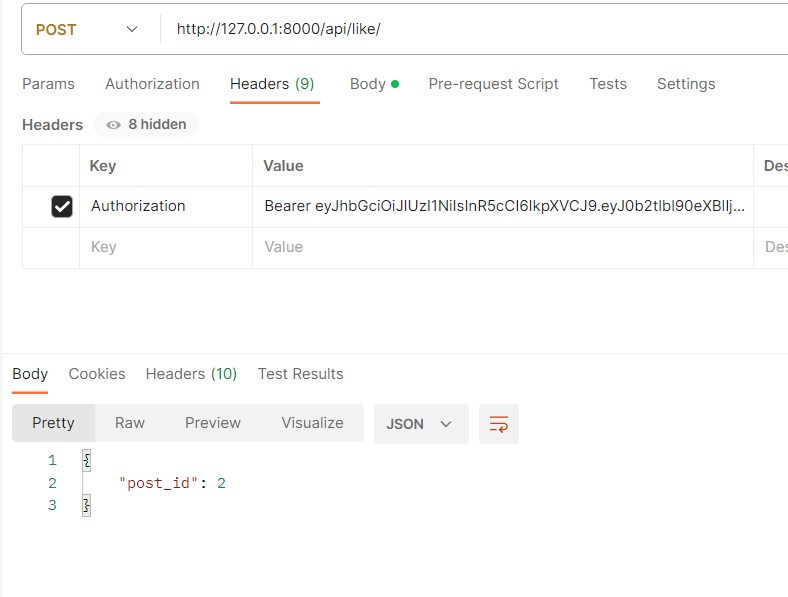 POST http://127.0.0.1:8000/api/like/
Params Authorization Headers (9) Body Pre-request Script Tests Settings
Headers 8 hidden
Key Value Des
Authorization Bearer eyJhbGciOiJIUzI1NiIsInR5cCI6IkpXVCJ9.eyJ0b2tlbl90eXBlIj...
Key Value Des
Body Cookies Headers (10) Test Results
Pretty Raw Preview Visualize JSON
1 {
2 "post_id": 2
3 }